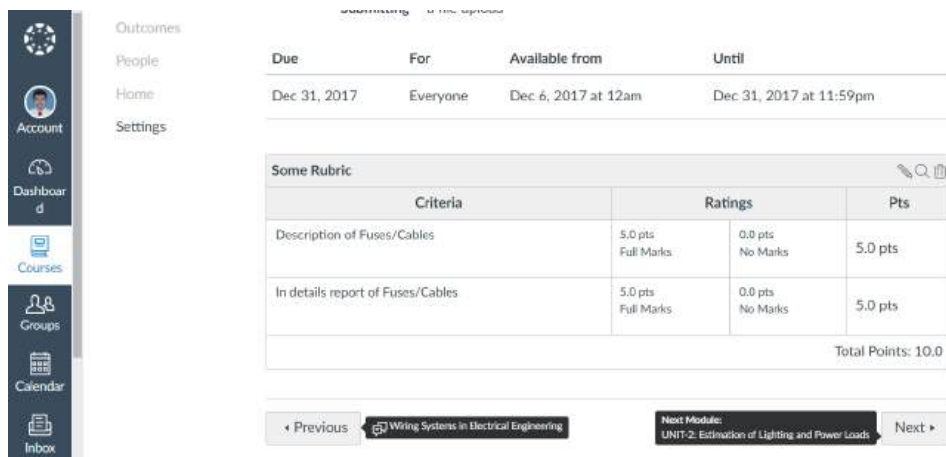 Account
Dashboar
d
Courses
Groups
Calendar
Inbox
Outcomes
People
Home
Settings
Submitting a file upload
Due For Available from Until
Dec 31, 2017 Everyone Dec 6, 2017 at 12am Dec 31, 2017 at 11:59pm
Some Rubric
Criteria Ratings Pts
Description of Fuses/Cables 5.0 pts 0.0 pts 5.0 pts
Full Marks No Marks
In details report of Fuses/Cables 5.0 pts 0.0 pts 5.0 pts
Full Marks No Marks
Total Points: 10.0
Previous Wiring Systems in Electrical Engineering
Next Module:
UNIT-2: Estimation of Lighting and Power Loads Next